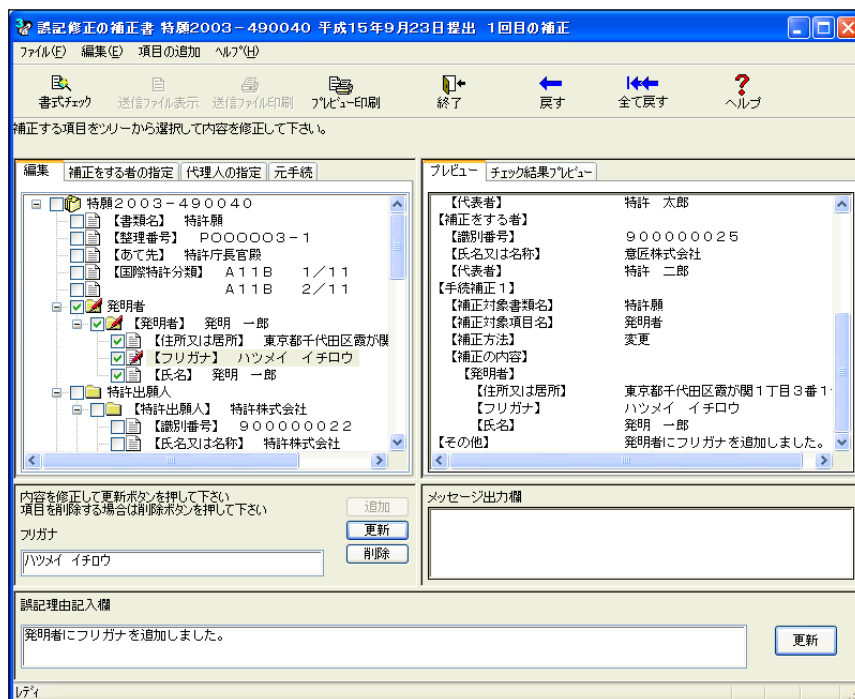 誤記修正の補正書 特願2003-490040 平成15年9月23日提出 1回目の補正
ファイル(F) 編集(E) 項目の追加 ヘルプ(H)
書式チェック 送信ファイル表示 送信ファイル印刷 プレビュー印刷 終了 戻す 全て戻す ヘルプ
補正する項目をツリーから選択して内容を修正して下さい。
編集 補正をする者の指定 代理人の指定 元手続
特願2003-490040
【書類名】 特許願
【整理番号】 P000003-1
【あて先】 特許庁長官殿
【国際特許分類】 A11B 1/11
A11B 2/11
発明者
【発明者】 発明 一郎
【住所又は居所】 東京都千代田区霞が関
【フリガナ】 ハツメイ イチロウ
【氏名】 発明 一郎
特許出願人
【特許出願人】 特許株式会社
【識別番号】 900000022
【氏名又は名称】 特許株式会社
プレビュー チェック結果プレビュー
【代表者】 特許 太郎
【補正をする者】
【識別番号】 900000025
【氏名又は名称】 意匠株式会社
【代表者】 特許 二郎
【手続補正1】
【補正対象書類名】 特許願
【補正対象項目名】 発明者
【補正方法】 変更
【補正の内容】
【発明者】
【住所又は居所】 東京都千代田区霞が関1丁目3番1
【フリガナ】 ハツメイ イチロウ
【氏名】 発明 一郎
【その他】 発明者にフリガナを追加しました。
内容を修正して更新ボタンを押して下さい
項目を削除する場合は削除ボタンを押して下さい
追加
フリガナ
更新
ハツメイ イチロウ
削除
メッセージ出力欄
誤記理由記入欄
発明者にフリガナを追加しました。
更新
レディ